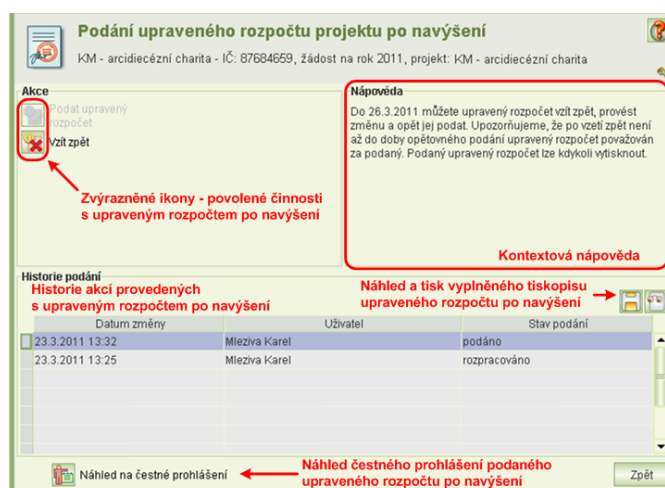 Podání upraveného rozpočtu projektu po navýšení
KM - arcidiecézní charita - IČ: 87684659, žádost na rok 2011, projekt: KM - arcidiecézní charita
Akce
Podat upravený
rozpočet
Vzít zpět
Zvýrazněné ikony - povolené činnosti
s upraveným rozpočtem po navýšení
Nápověda
Do 26.3.2011 můžete upravený rozpočet vzít zpět, provést
změnu a opět jej podat. Upozorňujeme, že po vzetí zpět není
až do doby opětovného podání upravený rozpočet považován
za podaný. Podaný upravený rozpočet lze kdykoli vytisknout.
Kontextová nápověda
Historie podání
Historie akcí provedených
s upraveným rozpočtem po navýšení
Náhled a tisk vyplněného tiskopisu
upraveného rozpočtu po navýšení
Datum změny Uživatel Stav podání
23.3.2011 13:32 Mleziva Karel podáno
23.3.2011 13:25 Mleziva Karel rozpracováno
Náhled na čestné prohlášení
Náhled čestného prohlášení podaného
upraveného rozpočtu po navýšení
Zpět